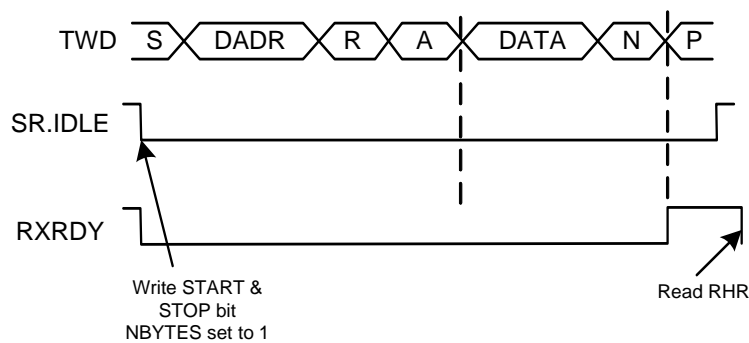 TWD S DADR R A DATA N P
SR.IDLE
RXRDY
Write START &
STOP bit
NBYTES set to 1
Read RHR